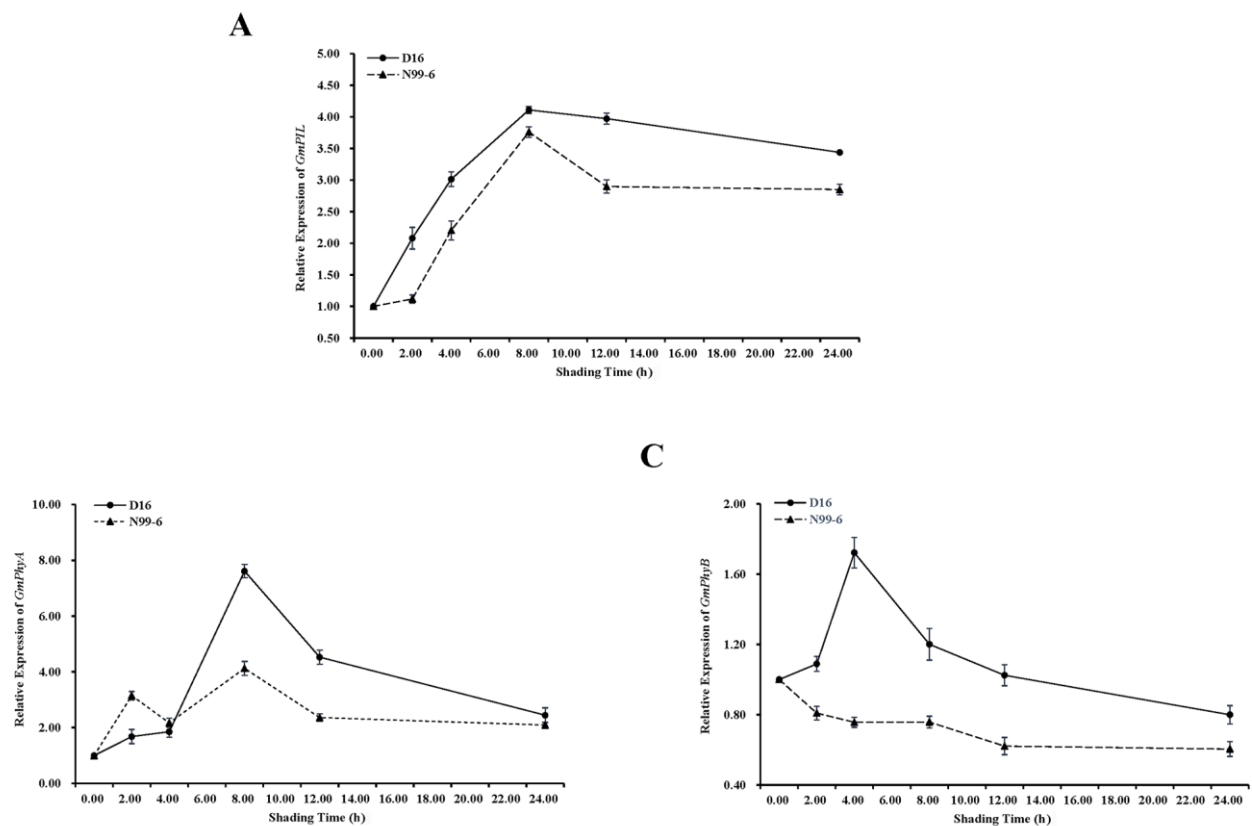 A
D16
N99-6
5.00
4.50
4.00
3.50
3.00
2.50
2.00
1.50
1.00
0.50
Relative Expression of GmPIL
0.00 2.00 4.00 6.00 8.00 10.00 12.00 14.00 16.00 18.00 20.00 22.00 24.00
Shading Time (h)
D16
N99-6
10.00
8.00
6.00
4.00
2.00
0.00
Relative Expression of GmPhyA
0.00 2.00 4.00 6.00 8.00 10.00 12.00 14.00 16.00 18.00 20.00 22.00 24.00
Shading Time (h)
C
D16
N99-6
2.00
1.60
1.20
0.80
0.40
Relative Expression of GmPhyB
0.00 2.00 4.00 6.00 8.00 10.00 12.00 14.00 16.00 18.00 20.00 22.00 24.00
Shading Time (h)